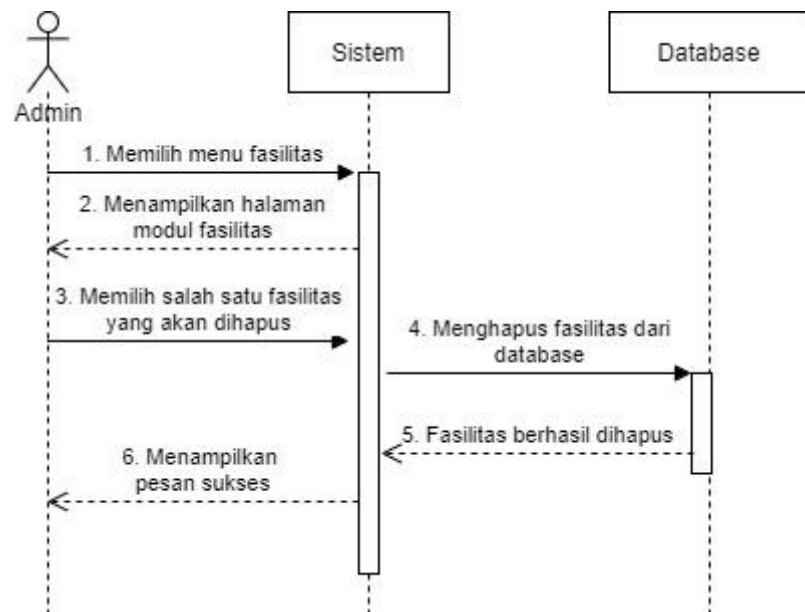 Sistem
Database
Admin
1. Memilih menu fasilitas
2. Menampilkan halaman
modul fasilitas
3. Memilih salah satu fasilitas
yang akan dihapus
4. Menghapus fasilitas dari
database
5. Fasilitas berhasil dihapus
6. Menampilkan
pesan sukses